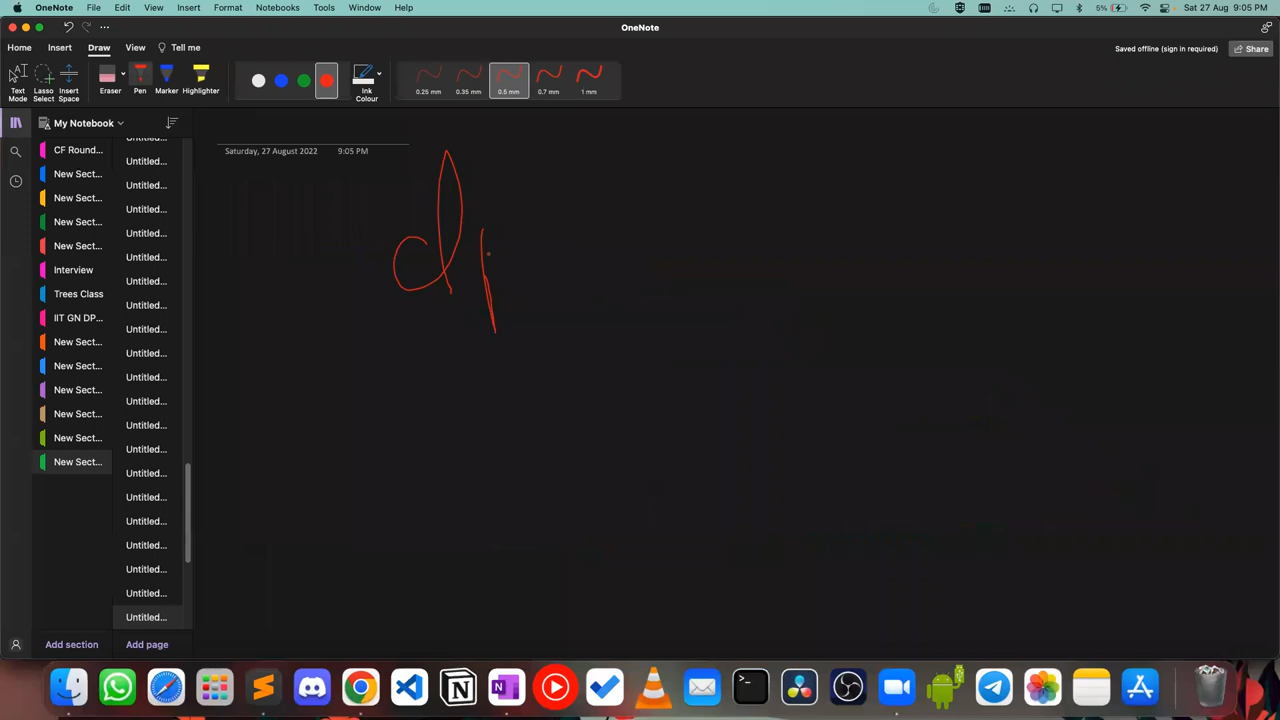 OneNote File Edit View Insert Format Notebooks Tools Window Help 5% Sat 27 Aug 9:05 PM
OneNote
Home Insert Draw View Tell me Saved offline (sign in required) Share
Text Mode Lasso Select Insert Space Eraser Pen Marker Highlighter Ink Colour 0.25 mm 0.35 mm 0.5 mm 0.7 mm 1 mm
My Notebook
Untitled...
CF Round...
Untitled...
New Sect...
Untitled...
New Sect...
Untitled...
New Sect...
Untitled...
New Sect...
Untitled...
Interview
Untitled...
Trees Class
Untitled...
IIT GN DP...
Untitled...
New Sect...
Untitled...
New Sect...
Untitled...
New Sect...
Untitled...
New Sect...
Untitled...
New Sect...
Untitled...
New Sect...
Untitled...
Untitled...
Untitled...
Untitled...
Untitled...
Untitled...
Untitled...
Add section Add page
Saturday, 27 August 2022 9:05 PM